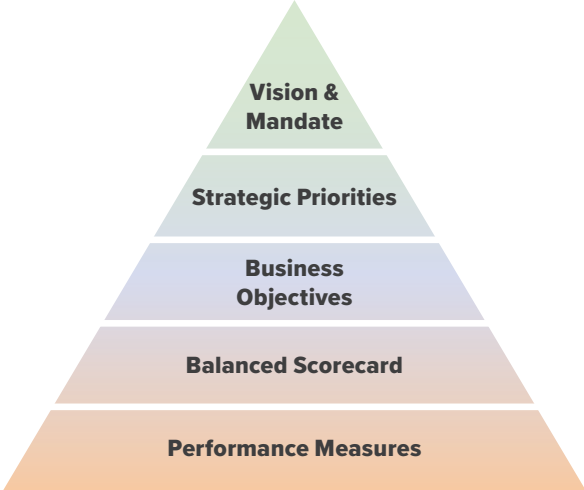 Vision &
Mandate
Strategic Priorities
Business
Objectives
Balanced Scorecard
Performance Measures